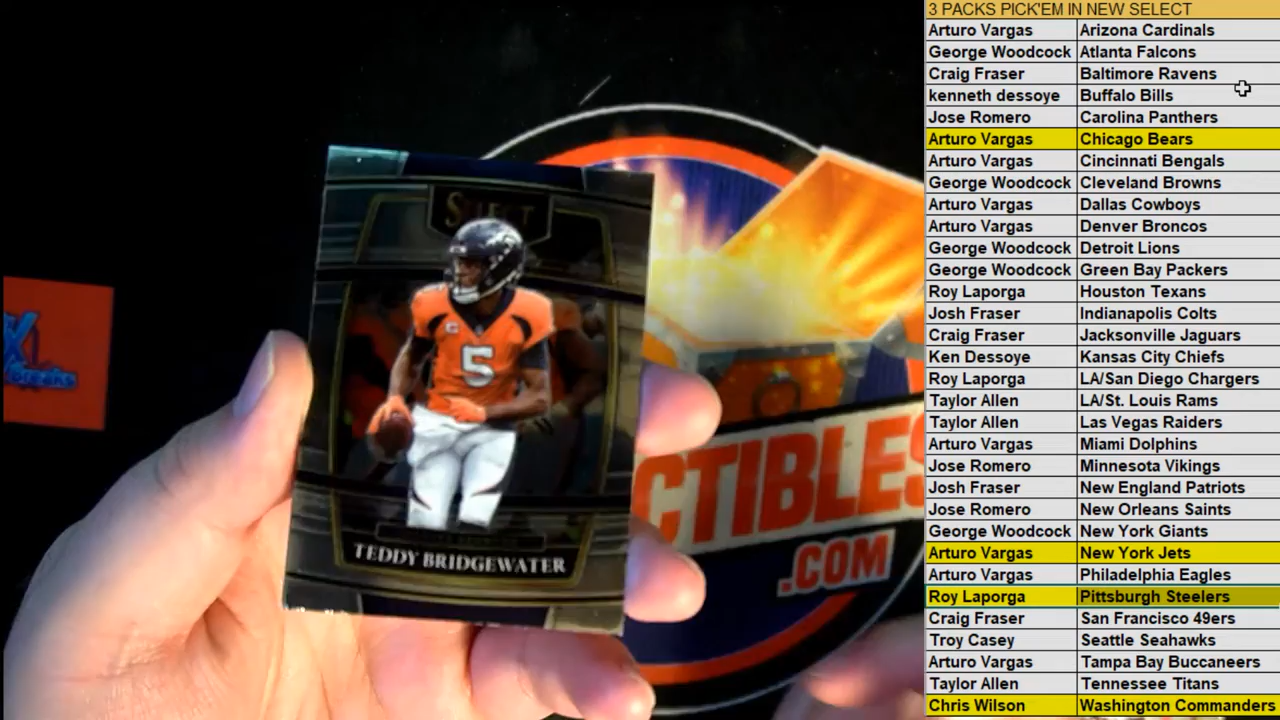 3 PACKS PICK'EM IN NEW SELECT
Arturo Vargas Arizona Cardinals
George Woodcock Atlanta Falcons
Craig Fraser Baltimore Ravens
kenneth dessoye Buffalo Bills
Jose Romero Carolina Panthers
Arturo Vargas Chicago Bears
Arturo Vargas Cincinnati Bengals
George Woodcock Cleveland Browns
Arturo Vargas Dallas Cowboys
Arturo Vargas Denver Broncos
George Woodcock Detroit Lions
George Woodcock Green Bay Packers
Roy Laporga Houston Texans
Josh Fraser Indianapolis Colts
Craig Fraser Jacksonville Jaguars
Ken Dessoye Kansas City Chiefs
Roy Laporga LA/San Diego Chargers
Taylor Allen LA/St. Louis Rams
Taylor Allen Las Vegas Raiders
Arturo Vargas Miami Dolphins
Jose Romero Minnesota Vikings
Josh Fraser New England Patriots
Jose Romero New Orleans Saints
George Woodcock New York Giants
Arturo Vargas New York Jets
Arturo Vargas Philadelphia Eagles
Roy Laporga Pittsburgh Steelers
Craig Fraser San Francisco 49ers
Troy Casey Seattle Seahawks
Arturo Vargas Tampa Bay Buccaneers
Taylor Allen Tennessee Titans
Chris Wilson Washington Commanders
SELECT
5
TEDDY BRIDGEWATER
CTIBLES
.COM